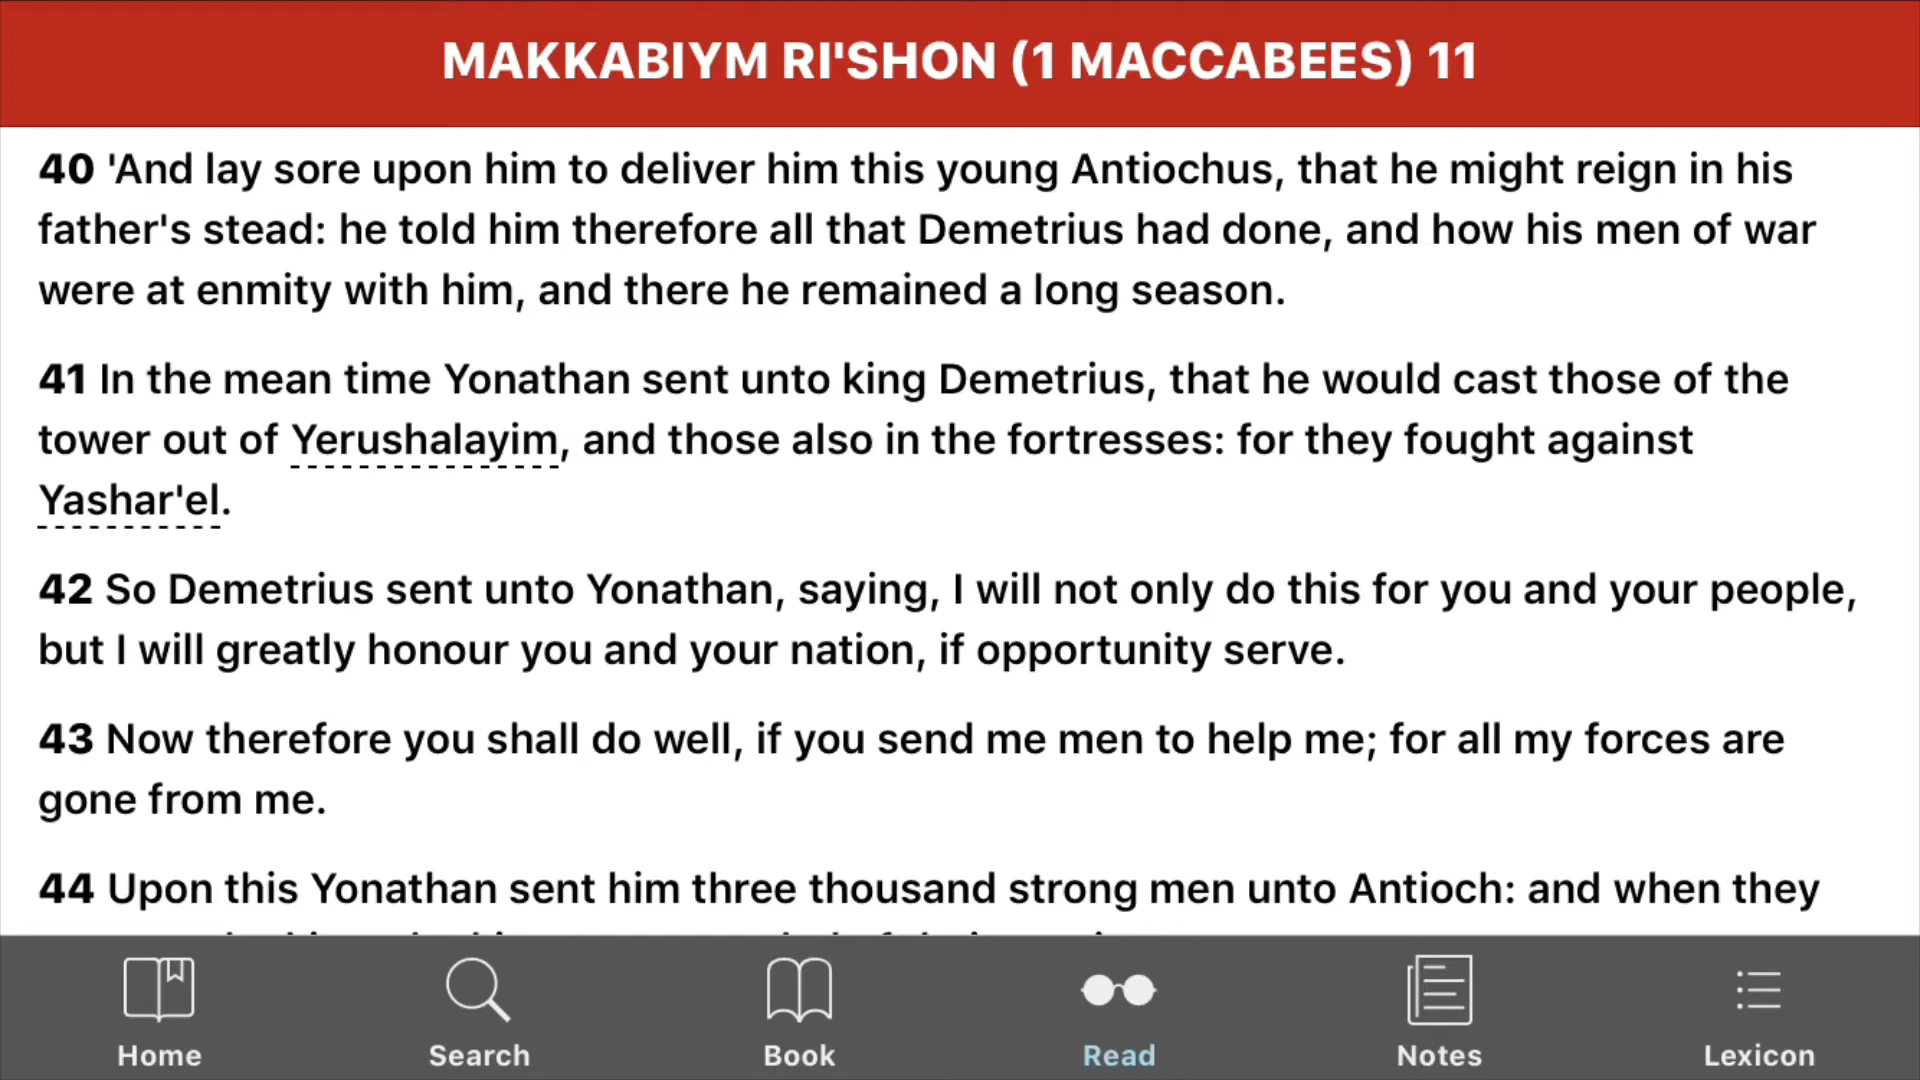 MAKKABIYM RI'SHON (1 MACCABEES) 11
40 'And lay sore upon him to deliver him this young Antiochus, that he might reign in his
father's stead: he told him therefore all that Demetrius had done, and how his men of war
were at enmity with him, and there he remained a long season.
41 In the mean time Yonathan sent unto king Demetrius, that he would cast those of the
tower out of Yerushalayim, and those also in the fortresses: for they fought against
Yashar'el.
42 So Demetrius sent unto Yonathan, saying, I will not only do this for you and your people,
but I will greatly honour you and your nation, if opportunity serve.
43 Now therefore you shall do well, if you send me men to help me; for all my forces are
gone from me.
44 Upon this Yonathan sent him three thousand strong men unto Antioch: and when they
Home Search Book Read Notes Lexicon